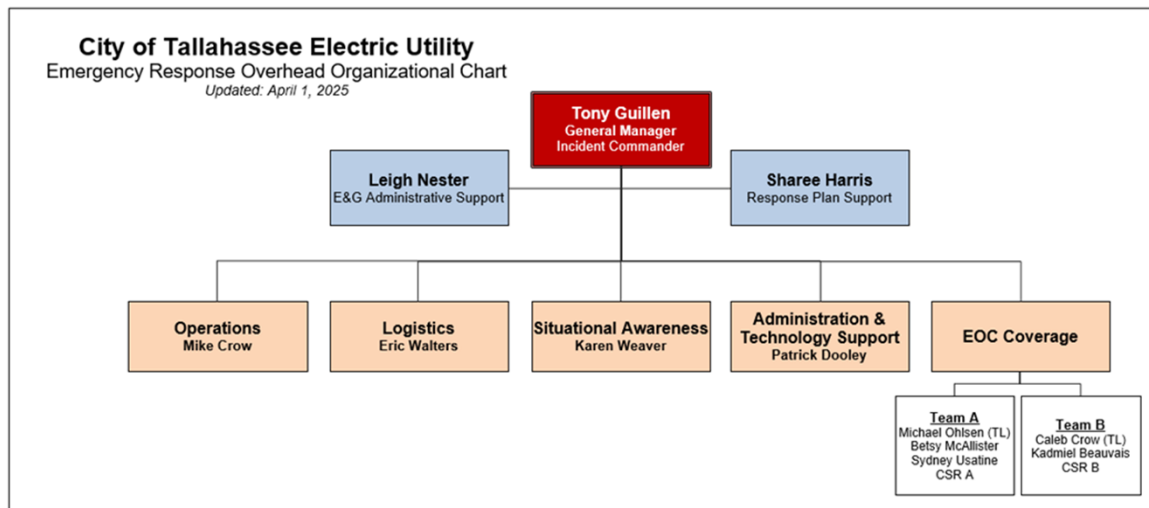 City of Tallahassee Electric Utility
Emergency Response Overhead Organizational Chart
Updated: April 1, 2025
Tony Guillen
General Manager
Incident Commander
Leigh Nester
E&G Administrative Support
Sharee Harris
Response Plan Support
Operations
Mike Crow
Logistics
Eric Walters
Situational Awareness
Karen Weaver
Administration &
Technology Support
Patrick Dooley
EOC Coverage
Team A
Michael Ohlsen (TL)
Betsy McAllister
Sydney Usatine
CSR A
Team B
Caleb Crow (TL)
Kadmiel Beauvais
CSR B